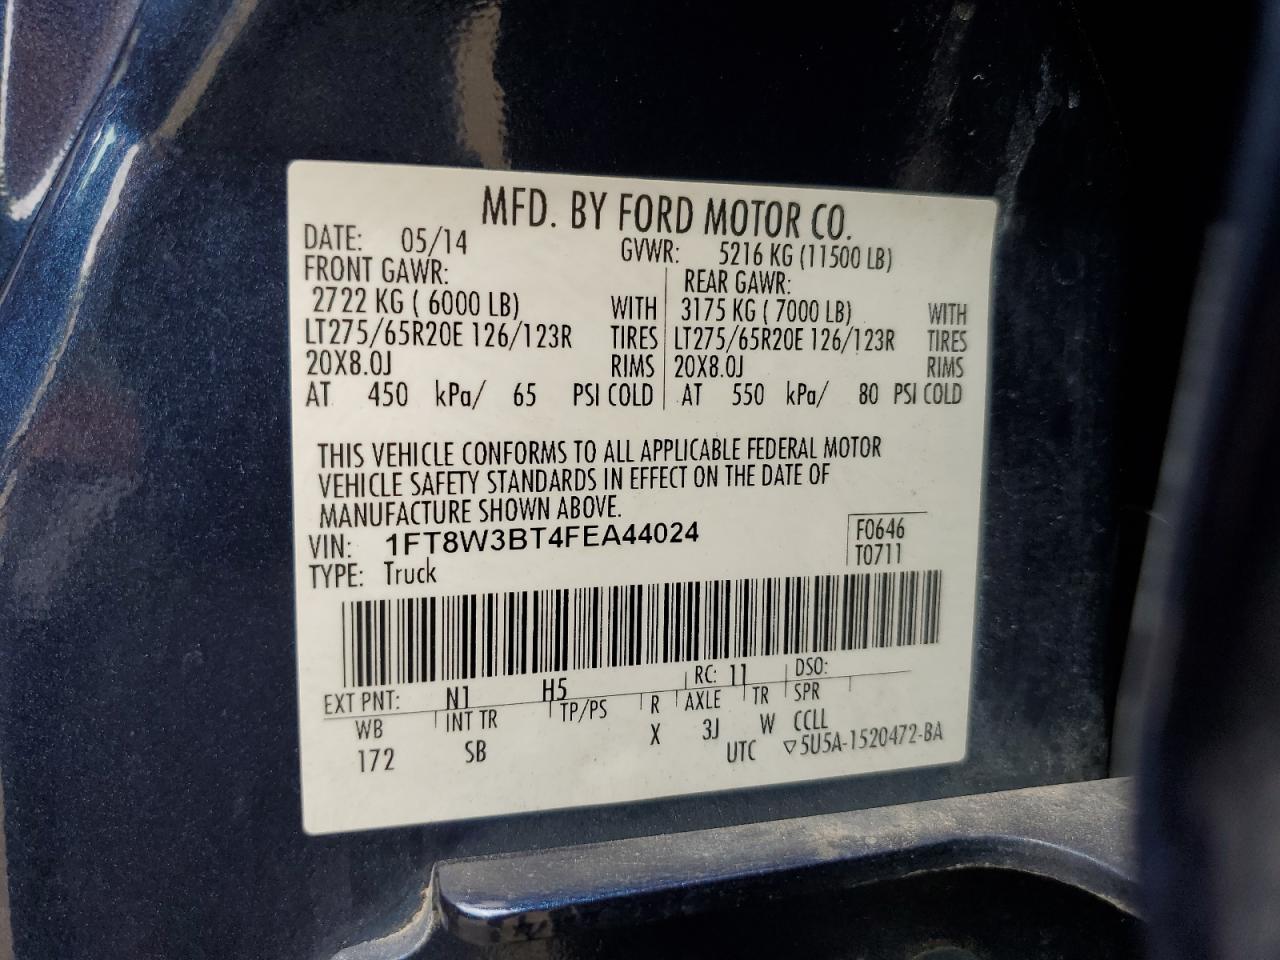 MFD. BY FORD MOTOR CO.
DATE: 05/14 GVWR: 5216 KG (11500 LB)
FRONT GAWR: REAR GAWR:
2722 KG ( 6000 LB) WITH 3175 KG ( 7000 LB) WITH
LT275/65R20E 126/123R TIRES LT275/65R20E 126/123R TIRES
20X8.0J RIMS 20X8.0J RIMS
AT 450 kPa/ 65 PSI COLD AT 550 kPa/ 80 PSI COLD
THIS VEHICLE CONFORMS TO ALL APPLICABLE FEDERAL MOTOR
VEHICLE SAFETY STANDARDS IN EFFECT ON THE DATE OF
MANUFACTURE SHOWN ABOVE.
VIN: 1FT8W3BT4FEA44024 F0646
TYPE: Truck T0711
EXT PNT: N1 H5 RC: 11 DSO:
WB INT TR TP/PS R AXLE TR SPR
172 SB X 3J W CCLL
UTC ▽5U5A-1520472-BA